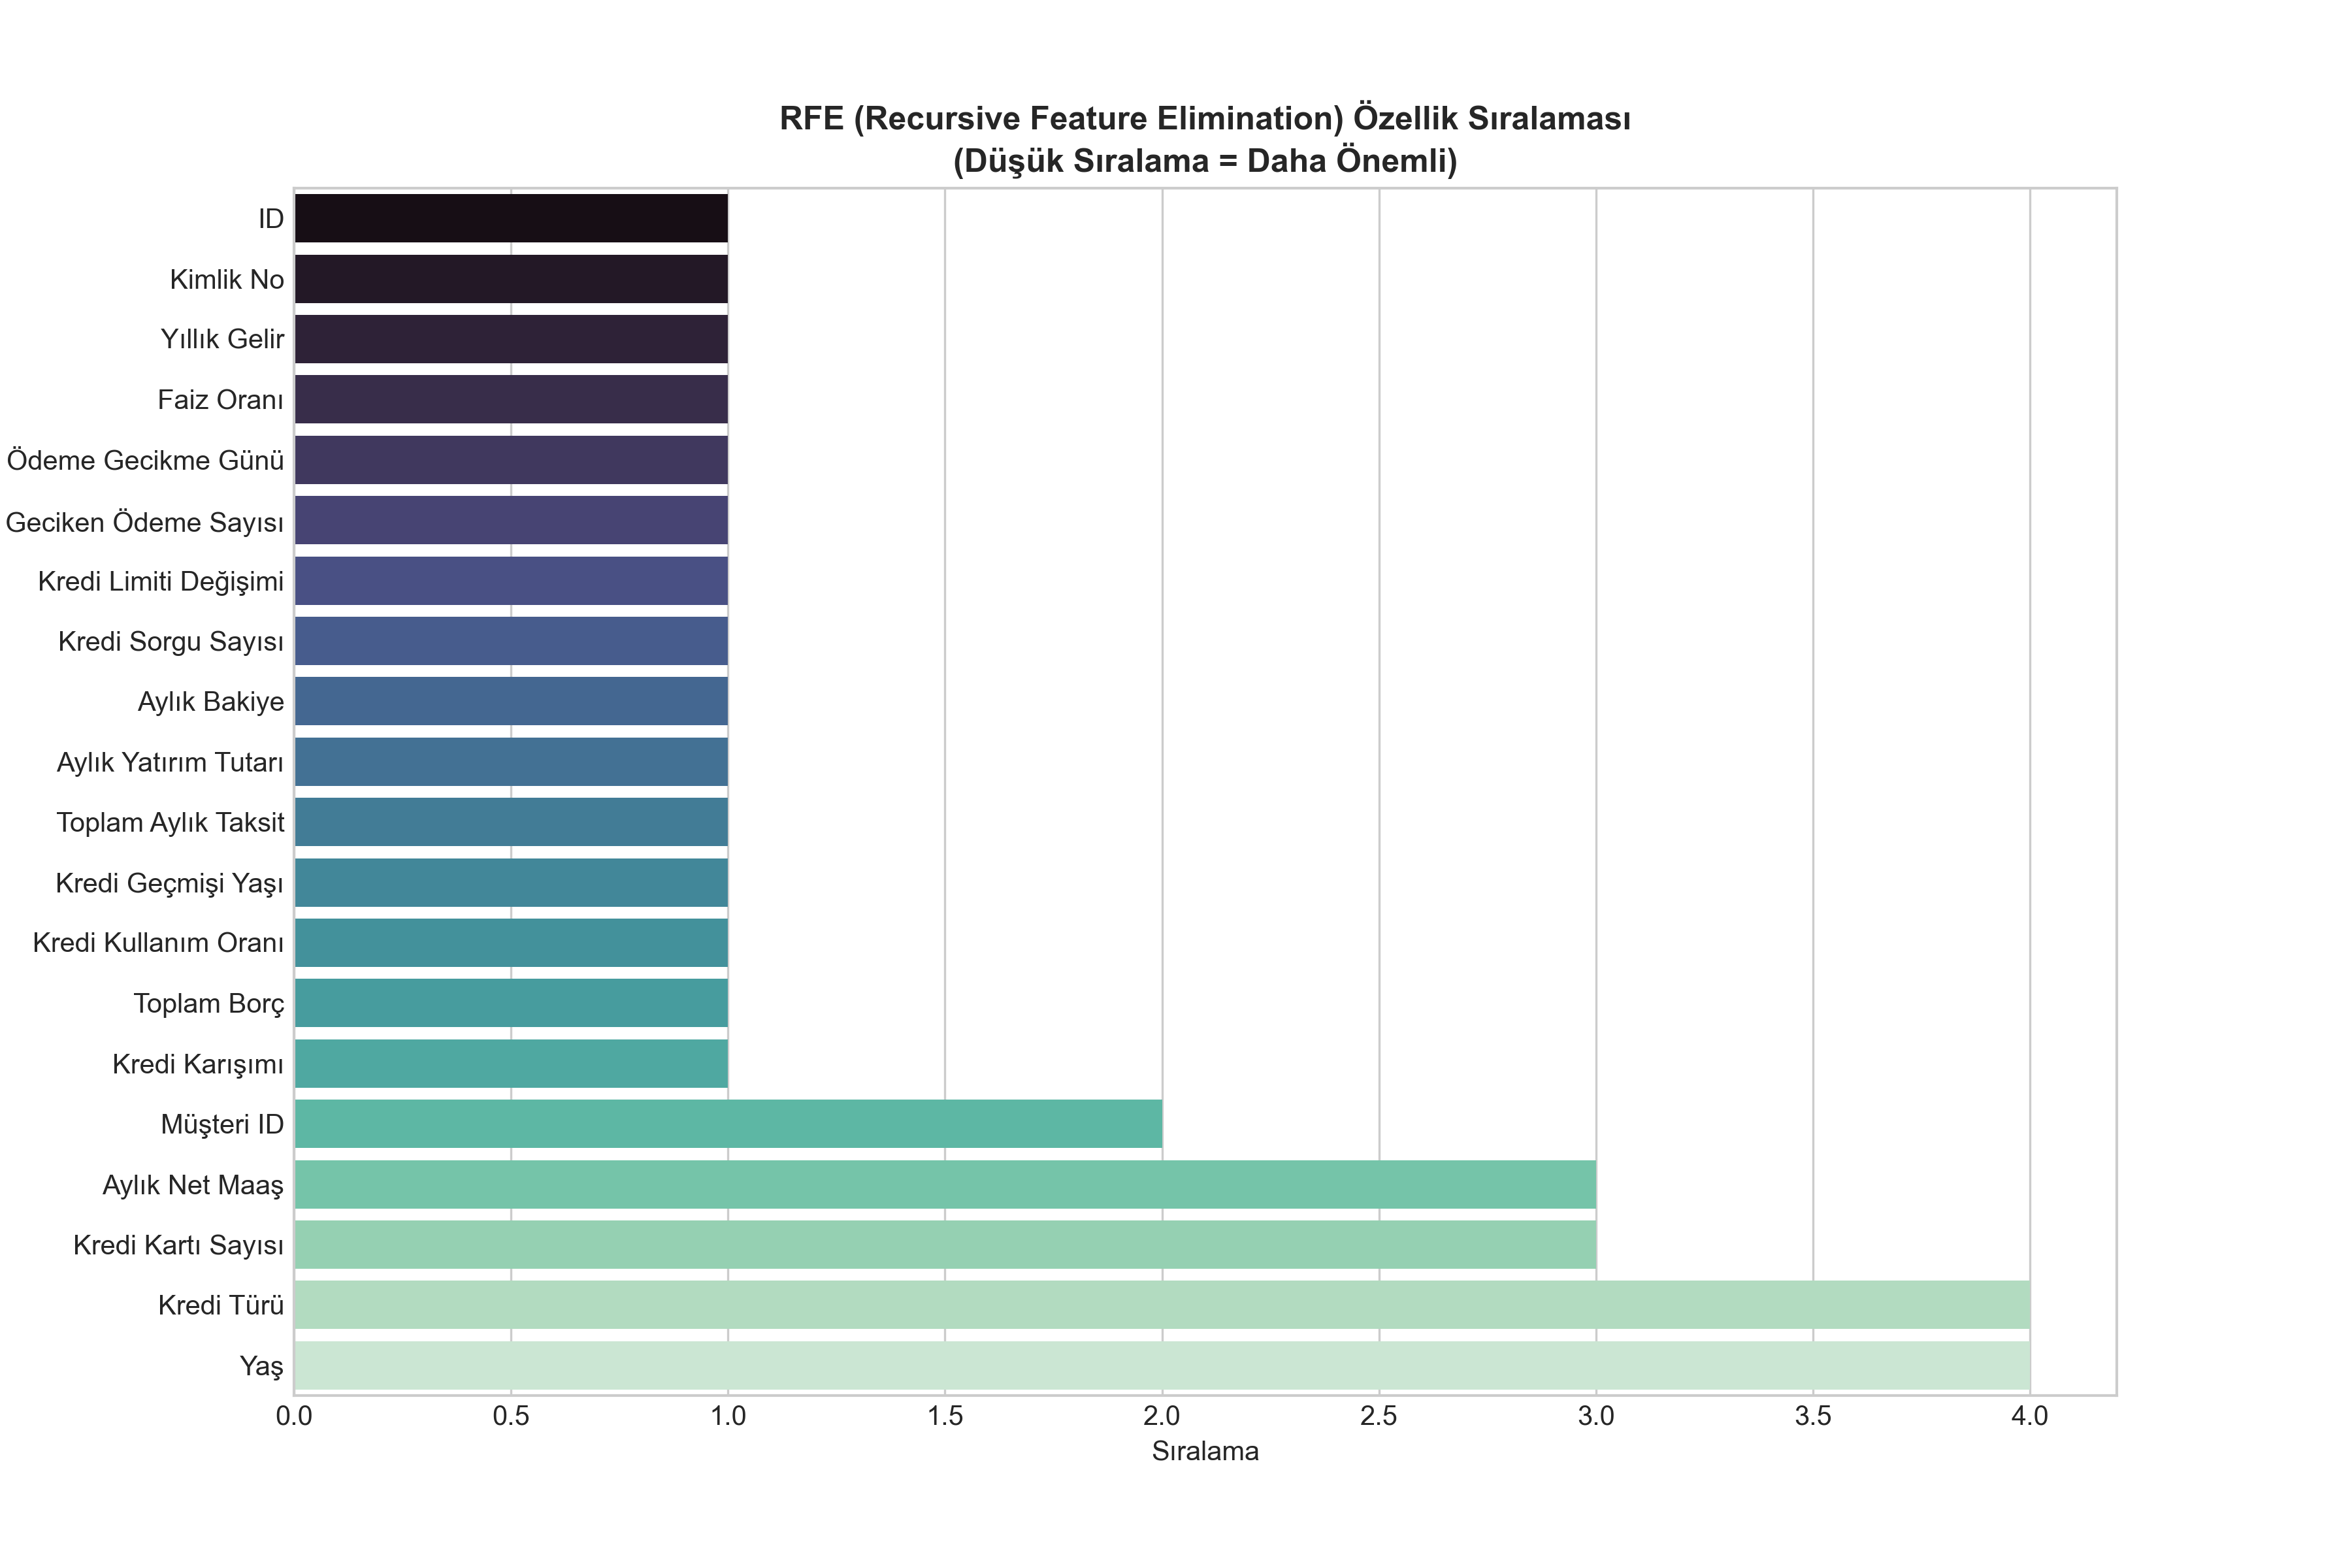 RFE (Recursive Feature Elimination) Özellik Sıralaması
(Düşük Sıralama = Daha Önemli)
ID
Kimlik No
Yıllık Gelir
Faiz Oranı
Ödeme Gecikme Günü
Geciken Ödeme Sayısı
Kredi Limiti Değişimi
Kredi Sorgu Sayısı
Aylık Bakiye
Aylık Yatırım Tutarı
Toplam Aylık Taksit
Kredi Geçmişi Yaşı
Kredi Kullanım Oranı
Toplam Borç
Kredi Karışımı
Müşteri ID
Aylık Net Maaş
Kredi Kartı Sayısı
Kredi Türü
Yaş
0.0 0.5 1.0 1.5 2.0 2.5 3.0 3.5 4.0
Sıralama